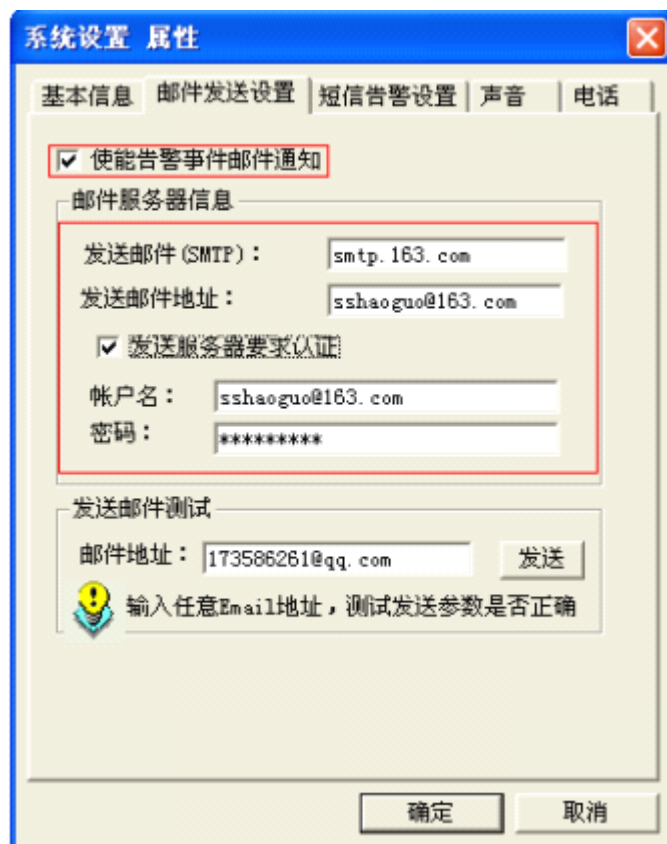 系统设置 属性
基本信息 邮件发送设置 短信告警设置 声音 电话
使能告警事件邮件通知
邮件服务器信息
发送邮件(SMTP)： smtp.163.com
发送邮件地址： sshaoguo@163.com
发送服务器要求认证
帐户名： sshaoguo@163.com
密码： *********
发送邮件测试
邮件地址： 173586261@qq.com 发送
输入任意Email地址，测试发送参数是否正确
确定 取消